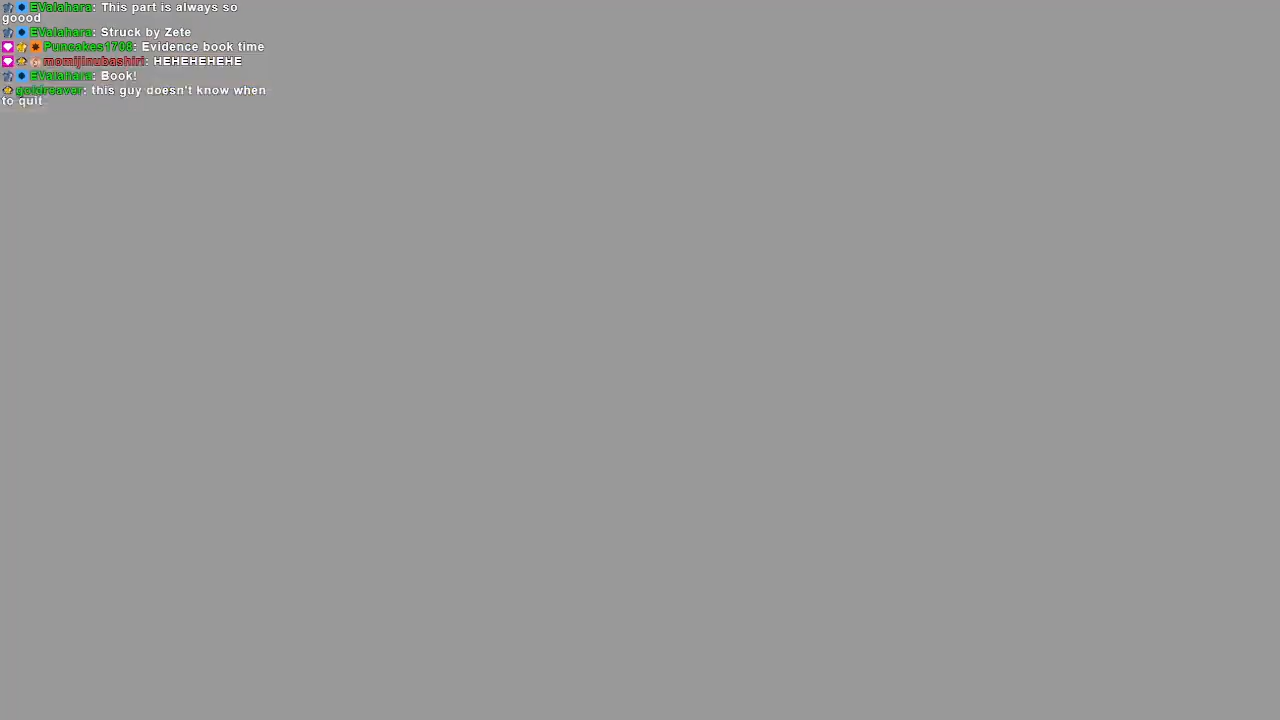 EValahara: This part is always so
goood
EValahara: Struck by Zete
Puncakes1708: Evidence book time
momijinubashiri: HEHEHEHEHE
EValahara: Book!
goldreaver: this guy doesn't know when
to quit